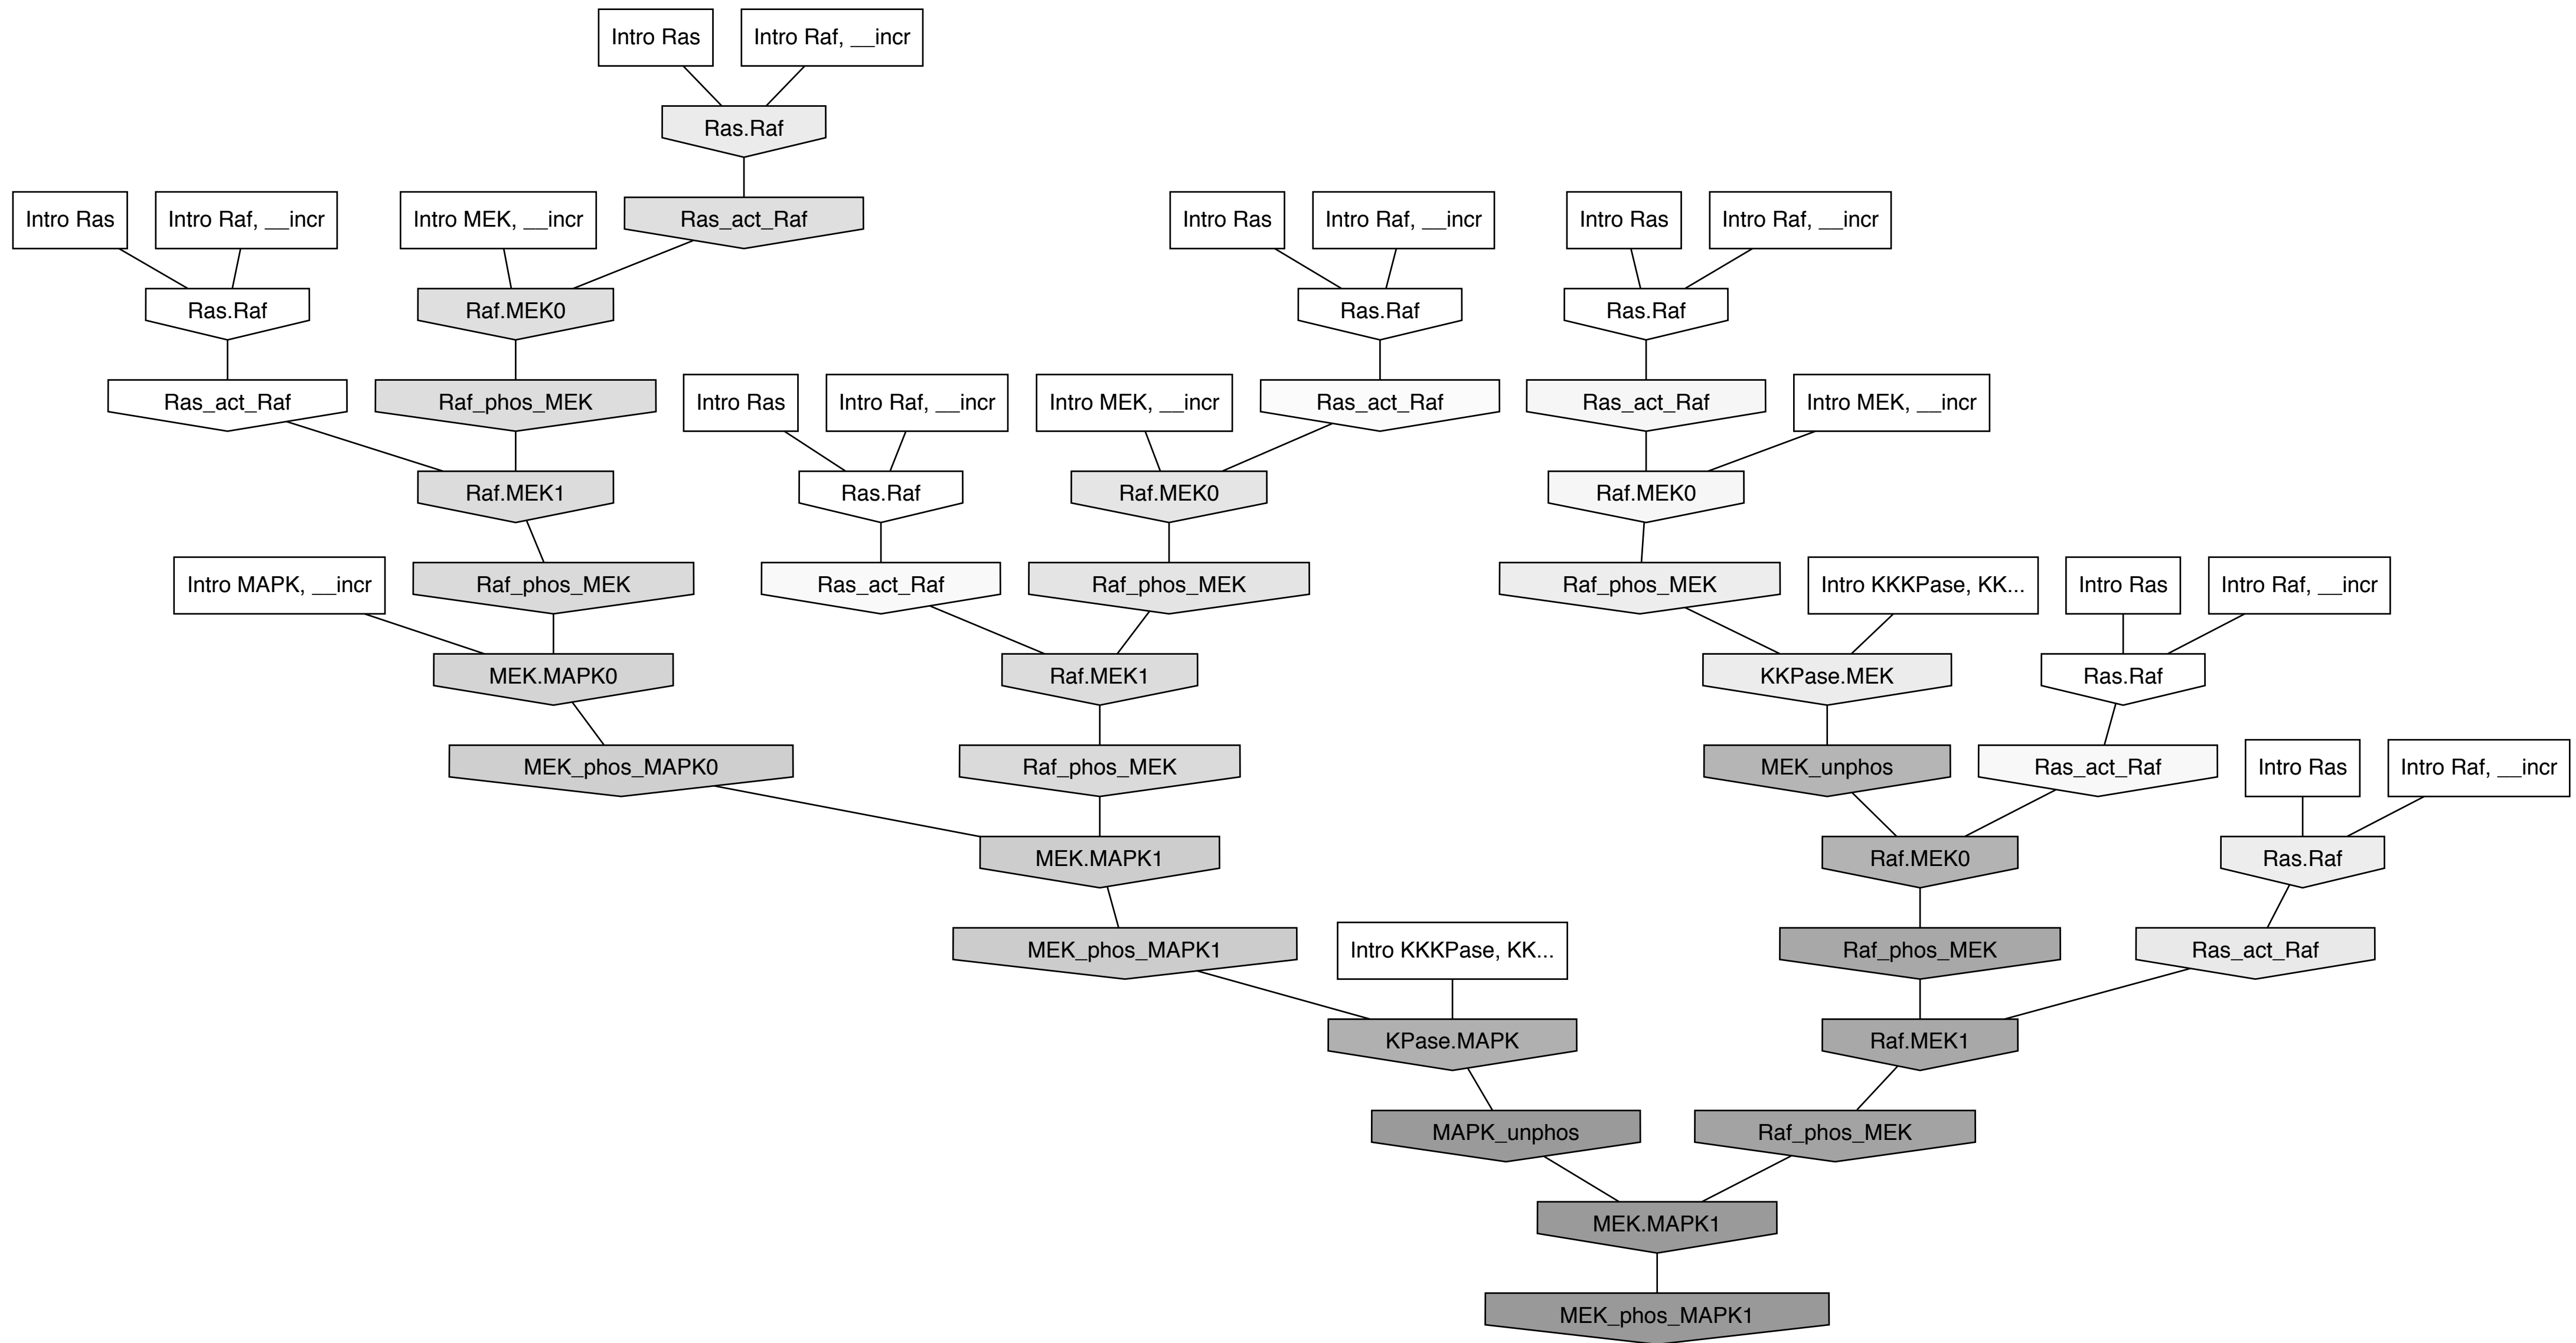 Intro Ras
Intro Raf, __incr
Ras.Raf
Intro Ras
Intro Raf, __incr
Intro MEK, __incr
Ras_act_Raf
Intro Ras
Intro Raf, __incr
Intro Ras
Intro Raf, __incr
Ras.Raf
Raf.MEK0
Ras.Raf
Ras.Raf
Ras_act_Raf
Raf_phos_MEK
Intro Ras
Intro Raf, __incr
Intro MEK, __incr
Ras_act_Raf
Ras_act_Raf
Intro MEK, __incr
Raf.MEK1
Ras.Raf
Raf.MEK0
Raf.MEK0
Intro MAPK, __incr
Raf_phos_MEK
Ras_act_Raf
Raf_phos_MEK
Raf_phos_MEK
Intro KKKPase, KK...
Intro Ras
Intro Raf, __incr
MEK.MAPK0
Raf.MEK1
KKPase.MEK
Ras.Raf
MEK_phos_MAPK0
Raf_phos_MEK
MEK_unphos
Ras_act_Raf
Intro Ras
Intro Raf, __incr
MEK.MAPK1
Raf.MEK0
Ras.Raf
MEK_phos_MAPK1
Intro KKKPase, KK...
Raf_phos_MEK
Ras_act_Raf
KPase.MAPK
Raf.MEK1
MAPK_unphos
Raf_phos_MEK
MEK.MAPK1
MEK_phos_MAPK1